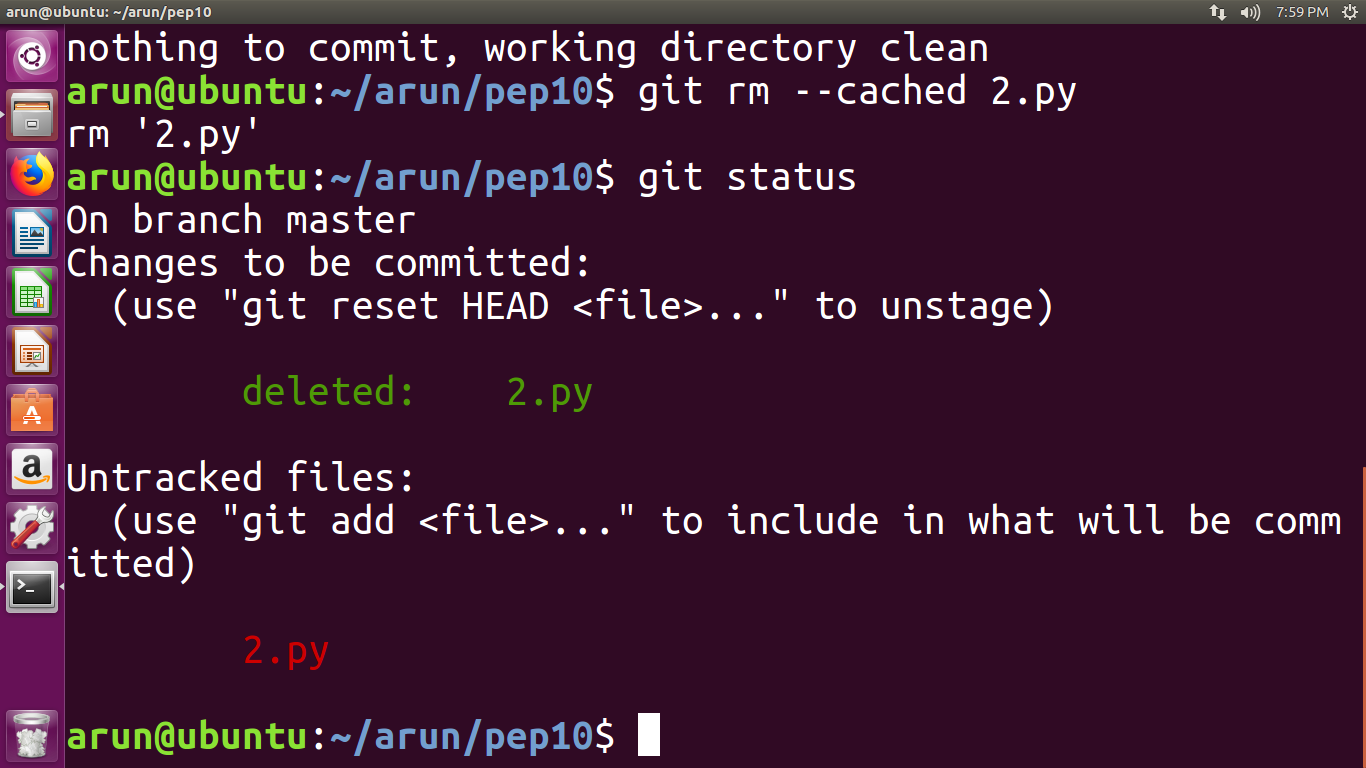 arun@ubuntu: ~/arun/pep10
7:59 PM
nothing to commit, working directory clean
arun@ubuntu:~/arun/pep10$ git rm --cached 2.py
rm '2.py'
arun@ubuntu:~/arun/pep10$ git status
On branch master
Changes to be committed:
  (use "git reset HEAD <file>..." to unstage)
        deleted:    2.py
Untracked files:
  (use "git add <file>..." to include in what will be comm
itted)
        2.py
arun@ubuntu:~/arun/pep10$